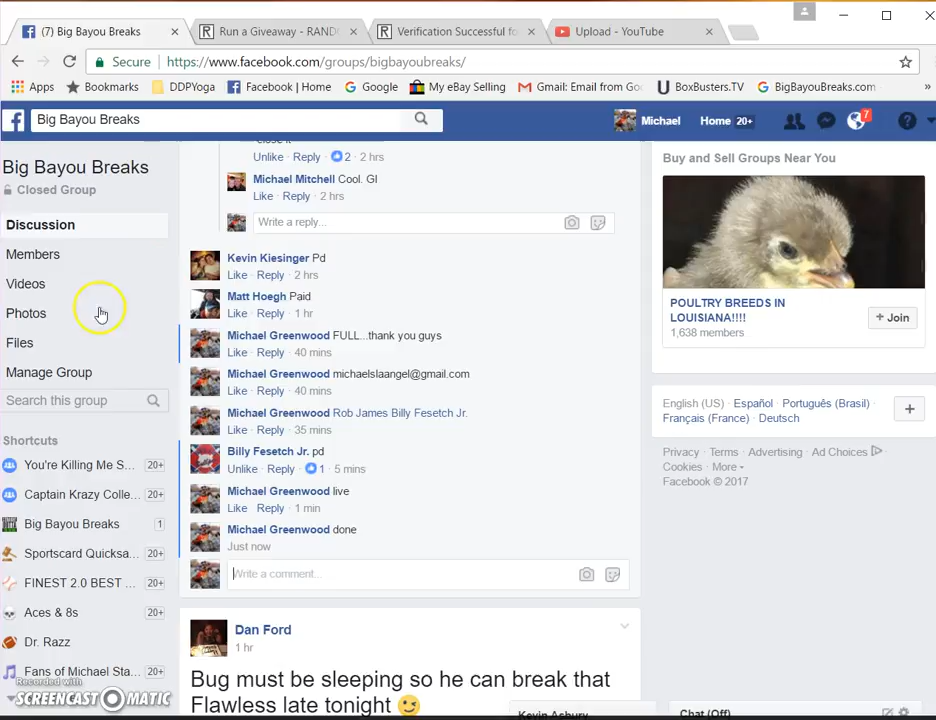 (7) Big Bayou Breaks
Run a Giveaway - RAND
Verification Successful fo
Upload - YouTube
Secure
https://www.facebook.com/groups/bigbayoubreaks/
Apps
Bookmarks
DDPYoga
Facebook | Home
Google
My eBay Selling
Gmail: Email from Go
BoxBusters.TV
BigBayouBreaks.com
»
Big Bayou Breaks
Michael
Home 20+
7
Big Bayou Breaks
Closed Group
Discussion
Members
Videos
Photos
Files
Manage Group
Search this group
Shortcuts
You're Killing Me S... 20+
Captain Krazy Colle... 20+
Big Bayou Breaks 1
Sportscard Quicksa... 20+
FINEST 2.0 BEST ... 20+
Aces & 8s 20+
Dr. Razz
Fans of Michael Sta... 20+
Recorded with
SCREENCAST-O-MATIC
Unlike · Reply · 2 · 2 hrs
Michael Mitchell Cool. Gl
Like · Reply · 2 hrs
Write a reply...
Kevin Kiesinger Pd
Like · Reply · 2 hrs
Matt Hoegh Paid
Like · Reply · 1 hr
Michael Greenwood FULL...thank you guys
Like · Reply · 40 mins
Michael Greenwood michaelslaangel@gmail.com
Like · Reply · 40 mins
Michael Greenwood Rob James Billy Fesetch Jr.
Like · Reply · 35 mins
Billy Fesetch Jr. pd
Unlike · Reply · 1 · 5 mins
Michael Greenwood live
Like · Reply · 1 min
Michael Greenwood done
Just now
Write a comment...
Dan Ford
1 hr
Bug must be sleeping so he can break that
Flawless late tonight
Buy and Sell Groups Near You
POULTRY BREEDS IN
LOUISIANA!!!!
1,638 members
+ Join
English (US) · Español · Português (Brasil) ·
Français (France) · Deutsch
Privacy · Terms · Advertising · Ad Choices
Cookies · More
Facebook © 2017
Kevin Asbury
Chat (Off)